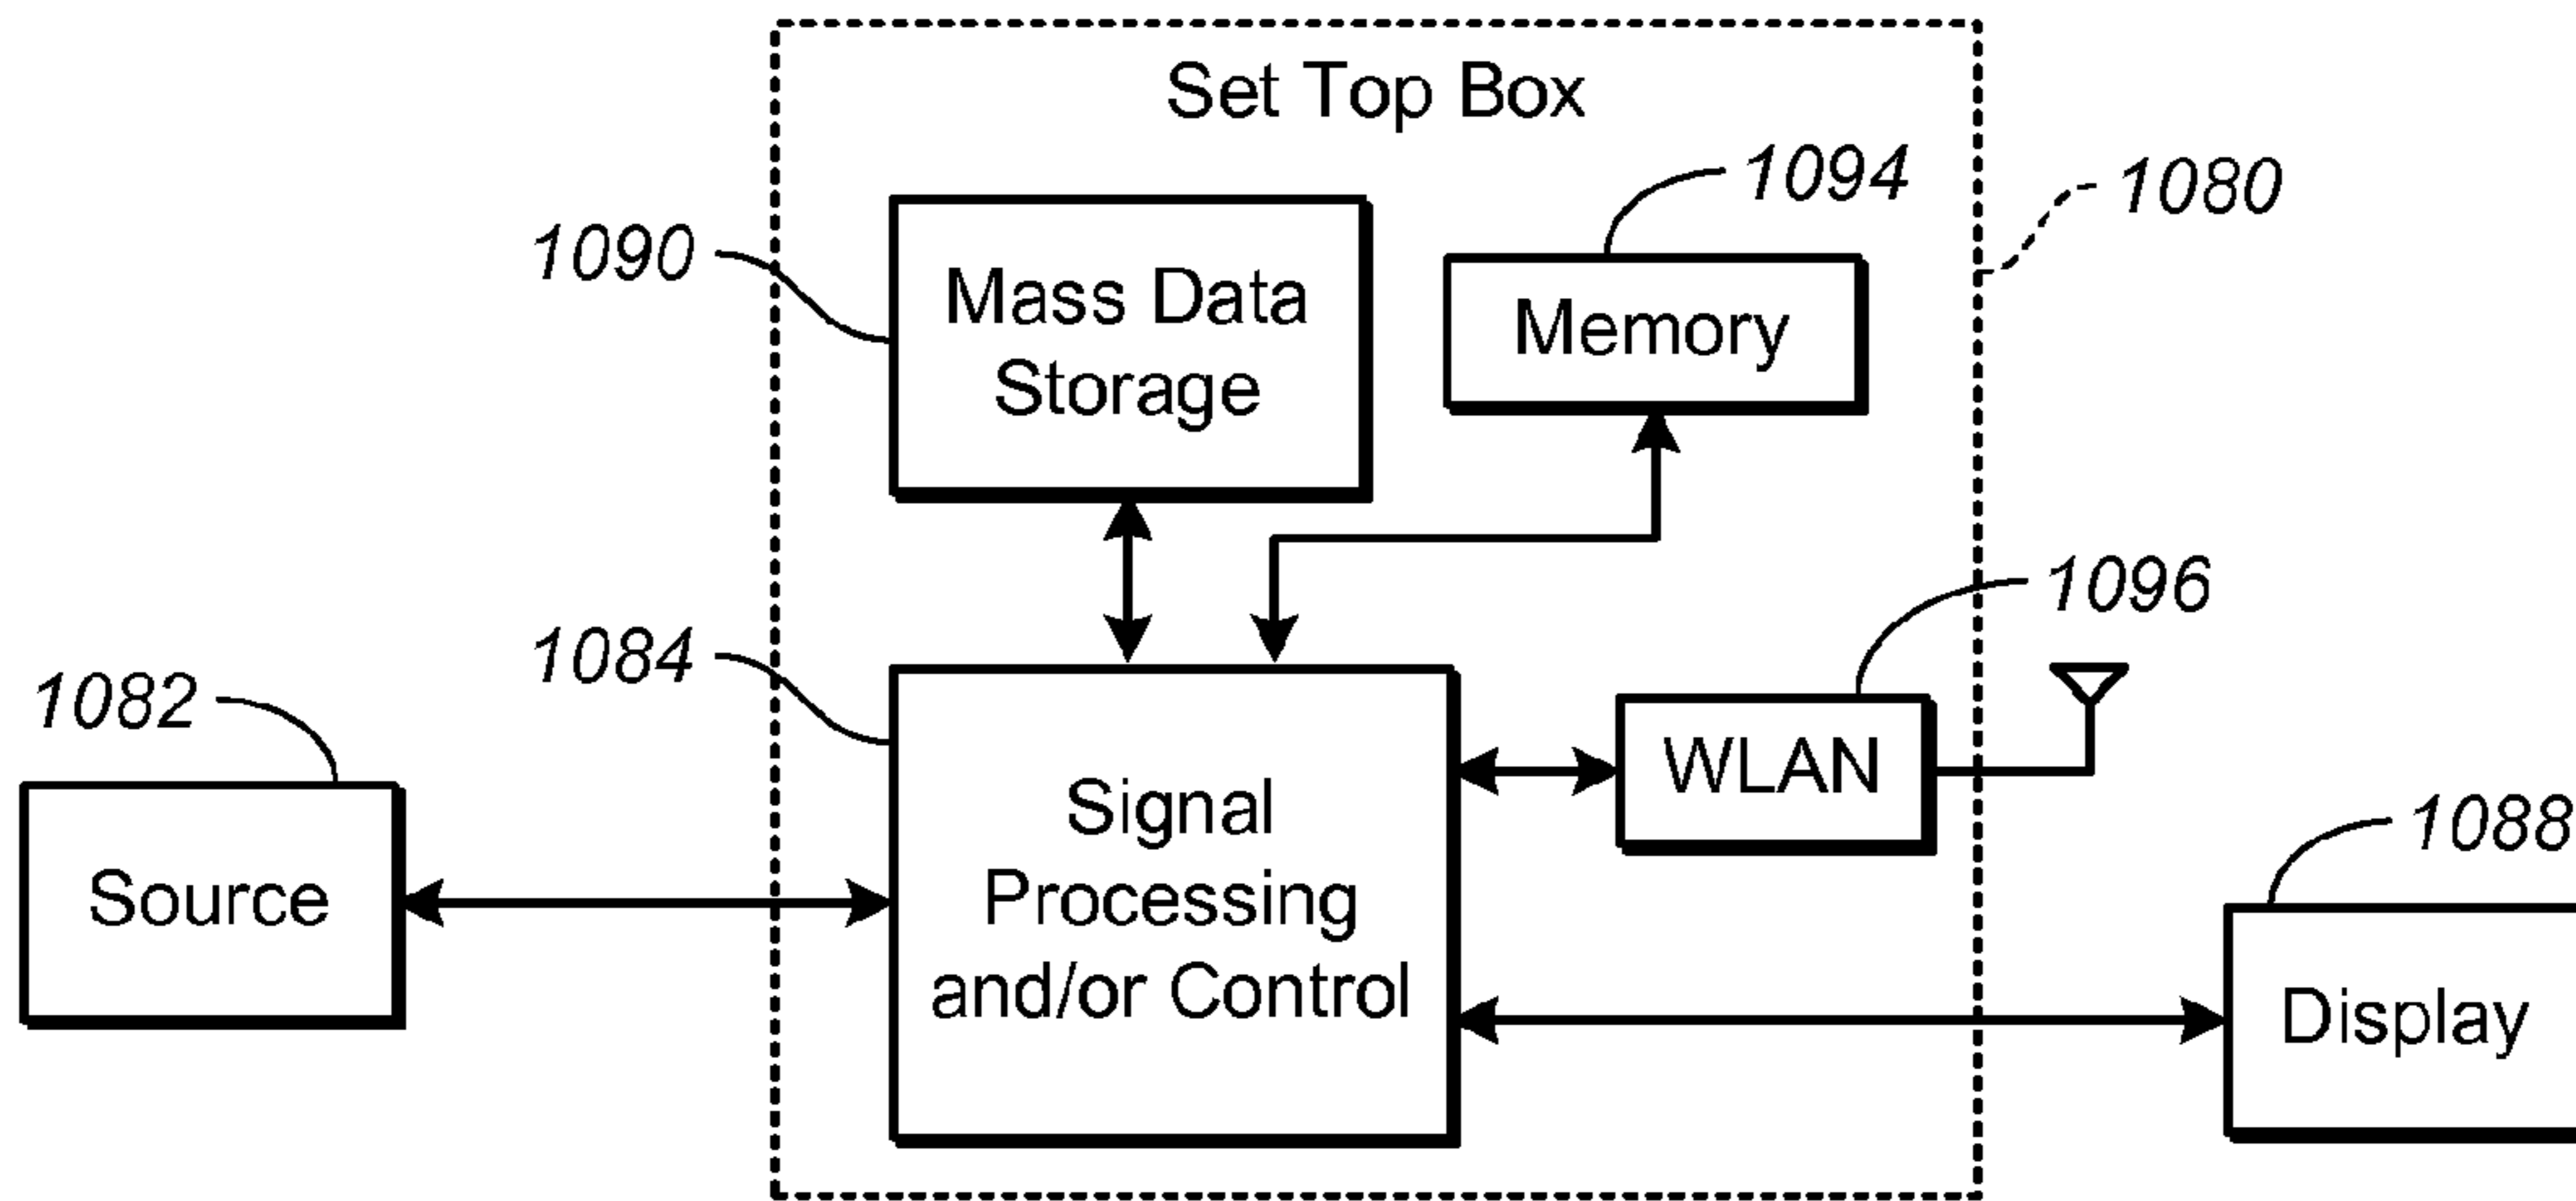 Set Top Box
1094
1080
1090
Mass Data
Storage
Memory
1096
1084
1082
WLAN
Signal
Processing
and/or Control
1088
Source
Display